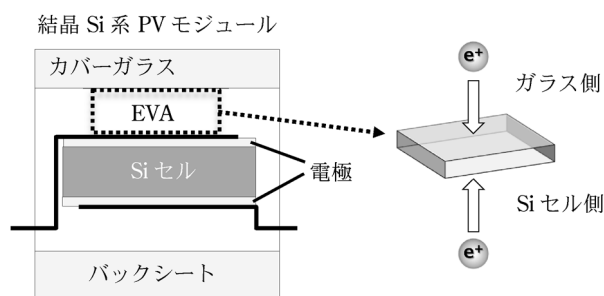 結晶 Si 系 PV モジュール
カバーガラス
EVA
Si セル
電極
バックシート
e+
ガラス側
Si セル側
e+